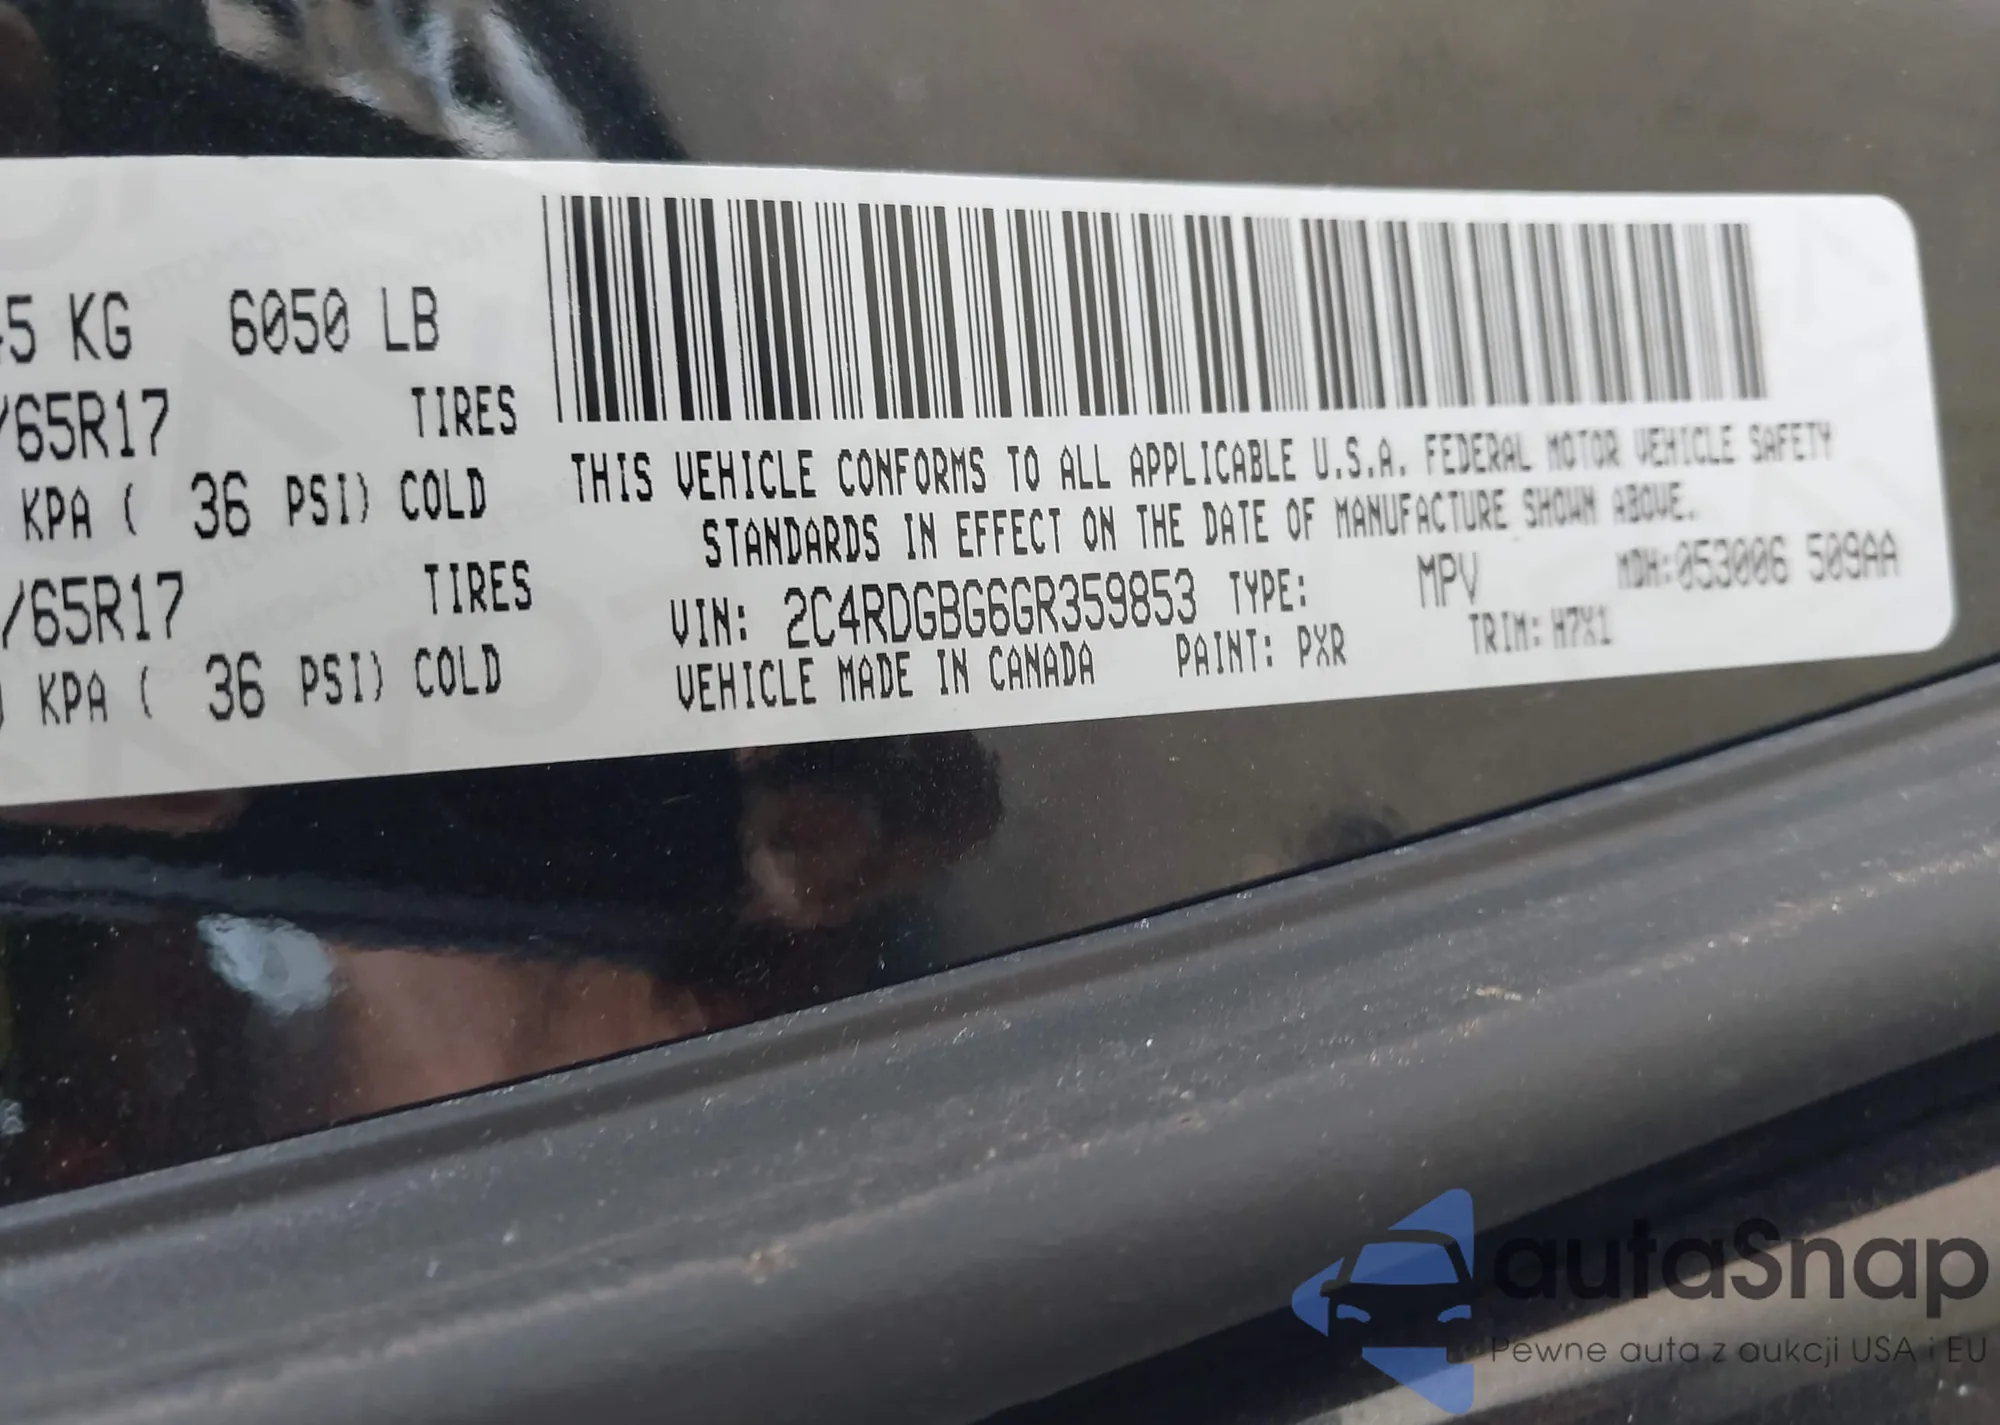 5 KG 6050 LB
/65R17 TIRES
KPA ( 36 PSI) COLD
/65R17 TIRES
KPA ( 36 PSI) COLD
THIS VEHICLE CONFORMS TO ALL APPLICABLE U.S.A. FEDERAL MOTOR VEHICLE SAFETY
STANDARDS IN EFFECT ON THE DATE OF MANUFACTURE SHOWN ABOVE.
VIN: 2C4RDGBG6GR359853 TYPE: MPV MDH:053006 509AA
VEHICLE MADE IN CANADA PAINT: PXR TRIM: H7X1
autaSnap
Pewne auta z aukcji USA i EU